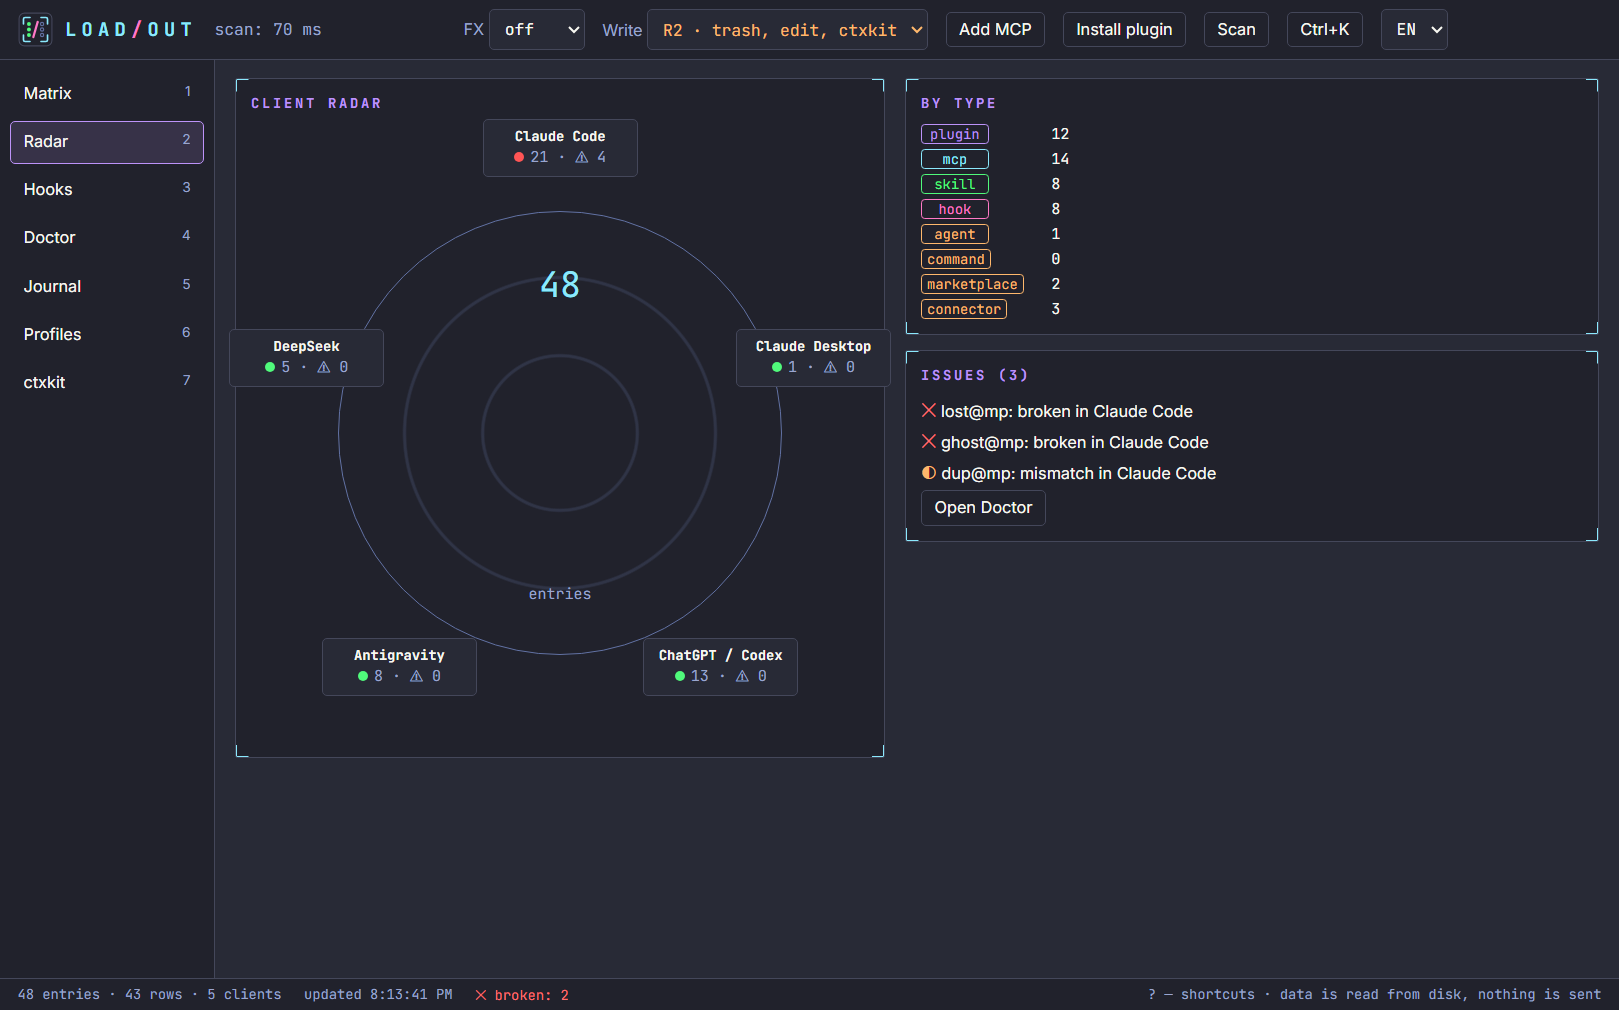 LOAD/OUT
scan: 70 ms
FX off
Write R2 · trash, edit, ctxkit
Add MCP
Install plugin
Scan
Ctrl+K
EN
Matrix 1
Radar 2
Hooks 3
Doctor 4
Journal 5
Profiles 6
ctxkit 7
CLIENT RADAR
Claude Code
21 · ⚠ 4
48
DeepSeek
5 · ⚠ 0
Claude Desktop
1 · ⚠ 0
entries
Antigravity
8 · ⚠ 0
ChatGPT / Codex
13 · ⚠ 0
BY TYPE
plugin 12
mcp 14
skill 8
hook 8
agent 1
command 0
marketplace 2
connector 3
ISSUES (3)
lost@mp: broken in Claude Code
ghost@mp: broken in Claude Code
dup@mp: mismatch in Claude Code
Open Doctor
48 entries · 43 rows · 5 clients
updated 8:13:41 PM
broken: 2
? — shortcuts · data is read from disk, nothing is sent